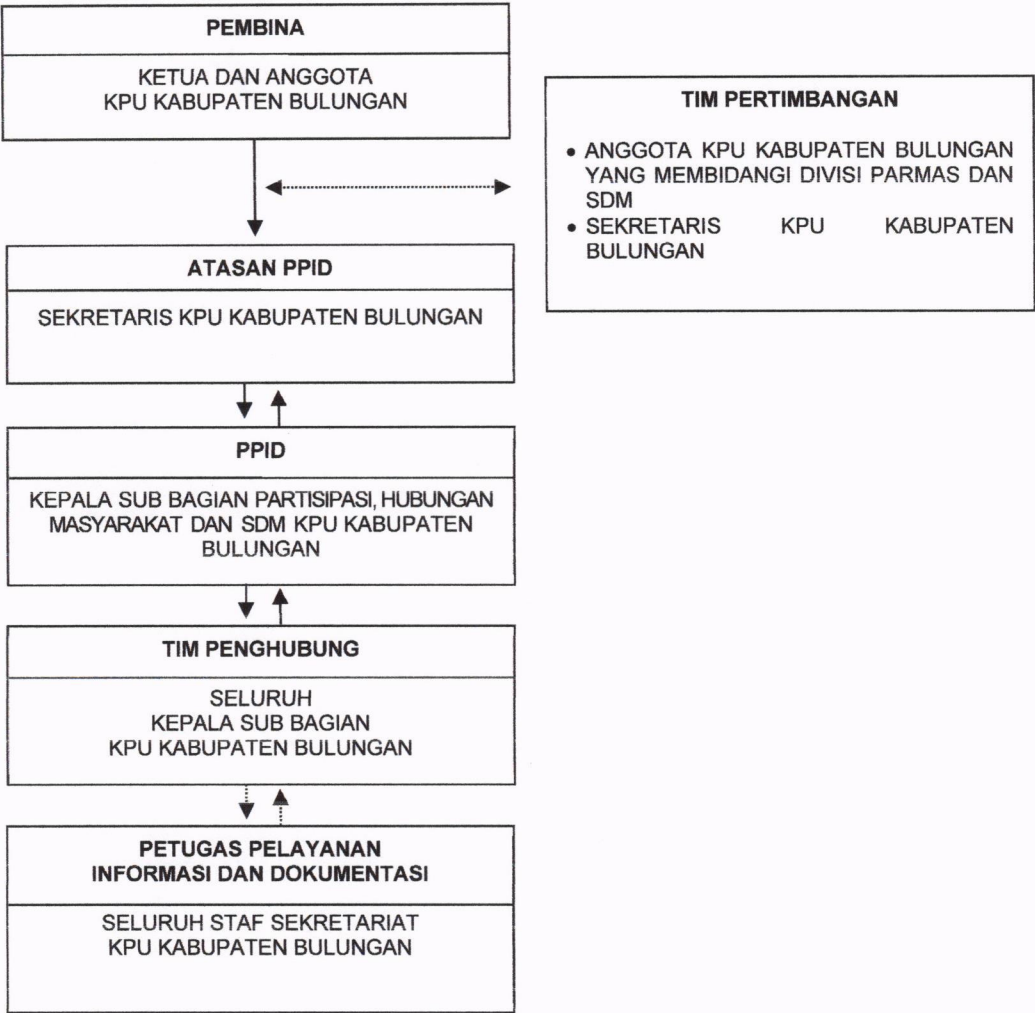 PEMBINA
KETUA DAN ANGGOTA
KPU KABUPATEN BULUNGAN
TIM PERTIMBANGAN
• ANGGOTA KPU KABUPATEN BULUNGAN
YANG MEMBIDANGI DIVISI PARMAS DAN
SDM
• SEKRETARIS KPU KABUPATEN
BULUNGAN
ATASAN PPID
SEKRETARIS KPU KABUPATEN BULUNGAN
PPID
KEPALA SUB BAGIAN PARTISIPASI, HUBUNGAN
MASYARAKAT DAN SDM KPU KABUPATEN
BULUNGAN
TIM PENGHUBUNG
SELURUH
KEPALA SUB BAGIAN
KPU KABUPATEN BULUNGAN
PETUGAS PELAYANAN
INFORMASI DAN DOKUMENTASI
SELURUH STAF SEKRETARIAT
KPU KABUPATEN BULUNGAN